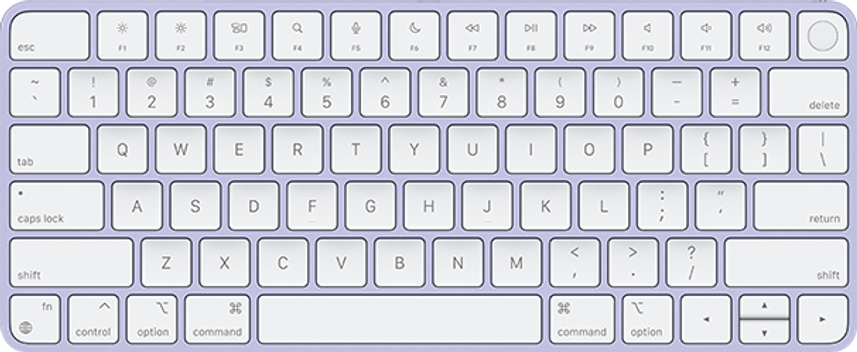 esc F1 F2 F3 F4 F5 F6 F7 F8 F9 F10 F11 F12
~ ! @ # $ % ^ & * ( ) — +
` 1 2 3 4 5 6 7 8 9 0 - = delete
tab Q W E R T Y U I O P { } |
[ ] \
caps lock A S D F G H J K L : "
; ' return
shift Z X C V B N M < > ?
, . / shift
fn ^ ⌥ ⌘ ⌘ ⌥ ◂ ▴ ▸
control option command command option ▾